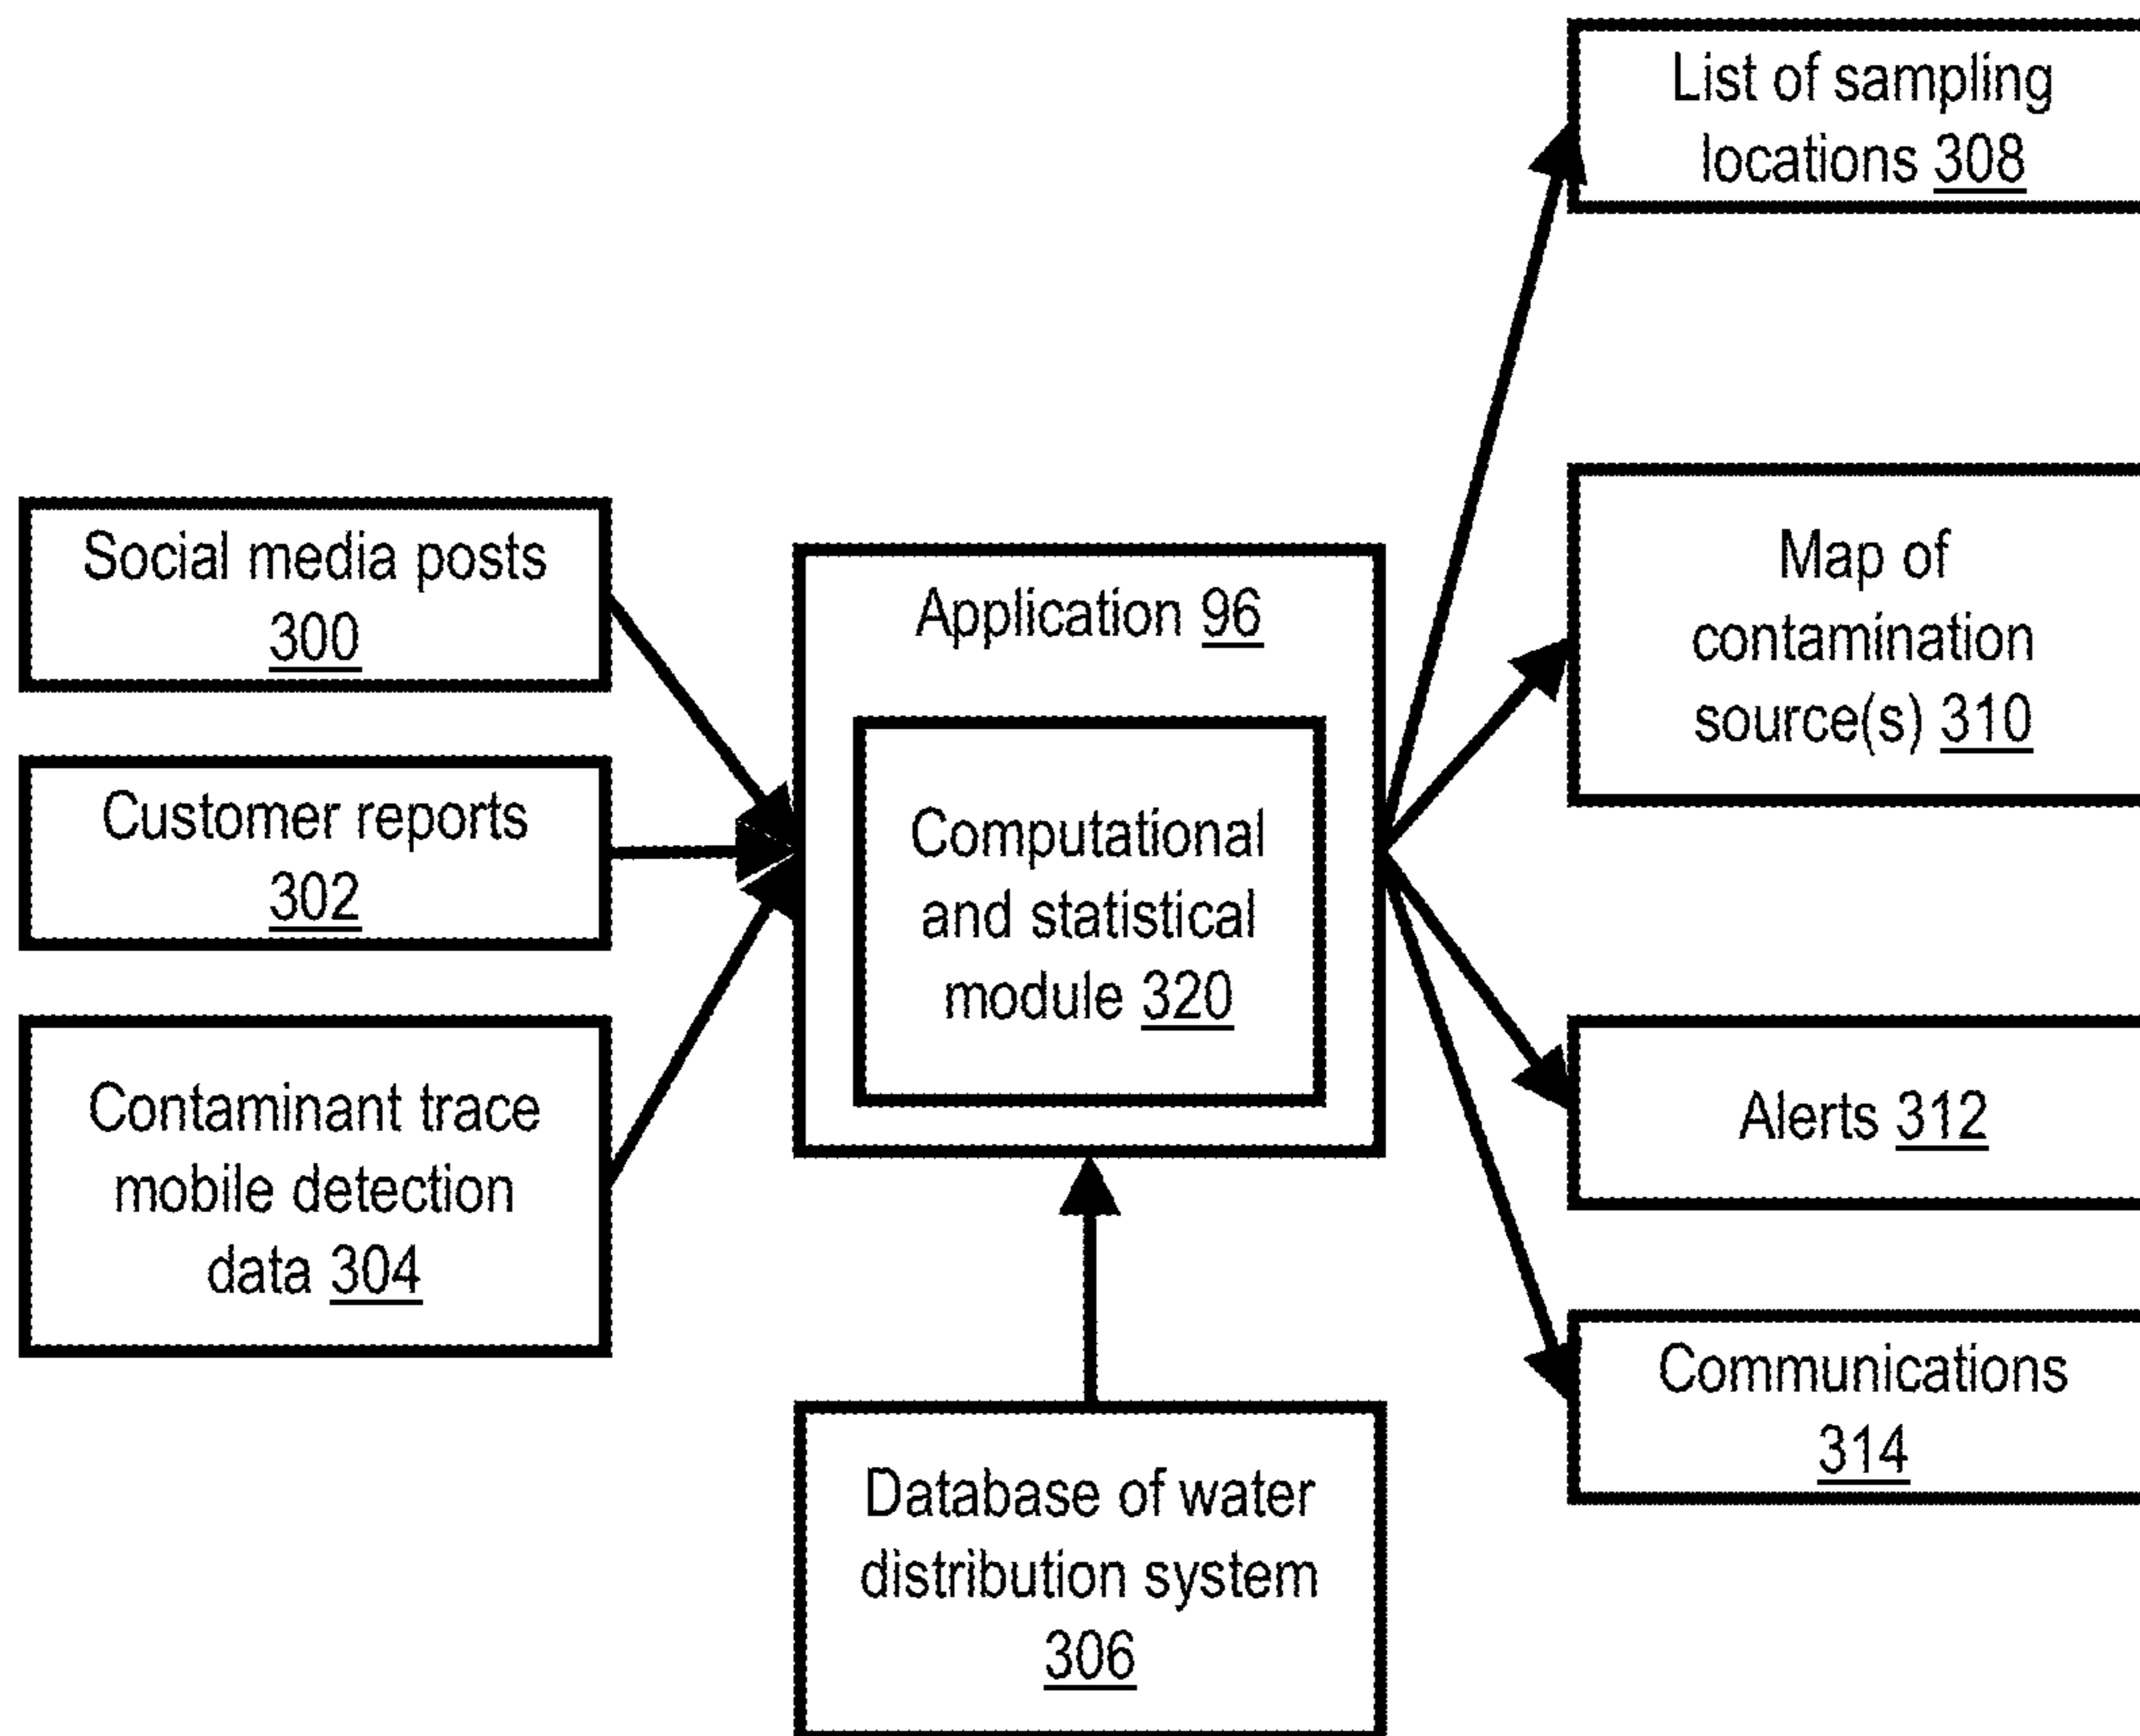 Social media posts
300
Customer reports
302
Contaminant trace
mobile detection
data 304
Application 96
Computational
and statistical
module 320
Database of water
distribution system
306
List of sampling
locations 308
Map of
contamination
source(s) 310
Alerts 312
Communications
314